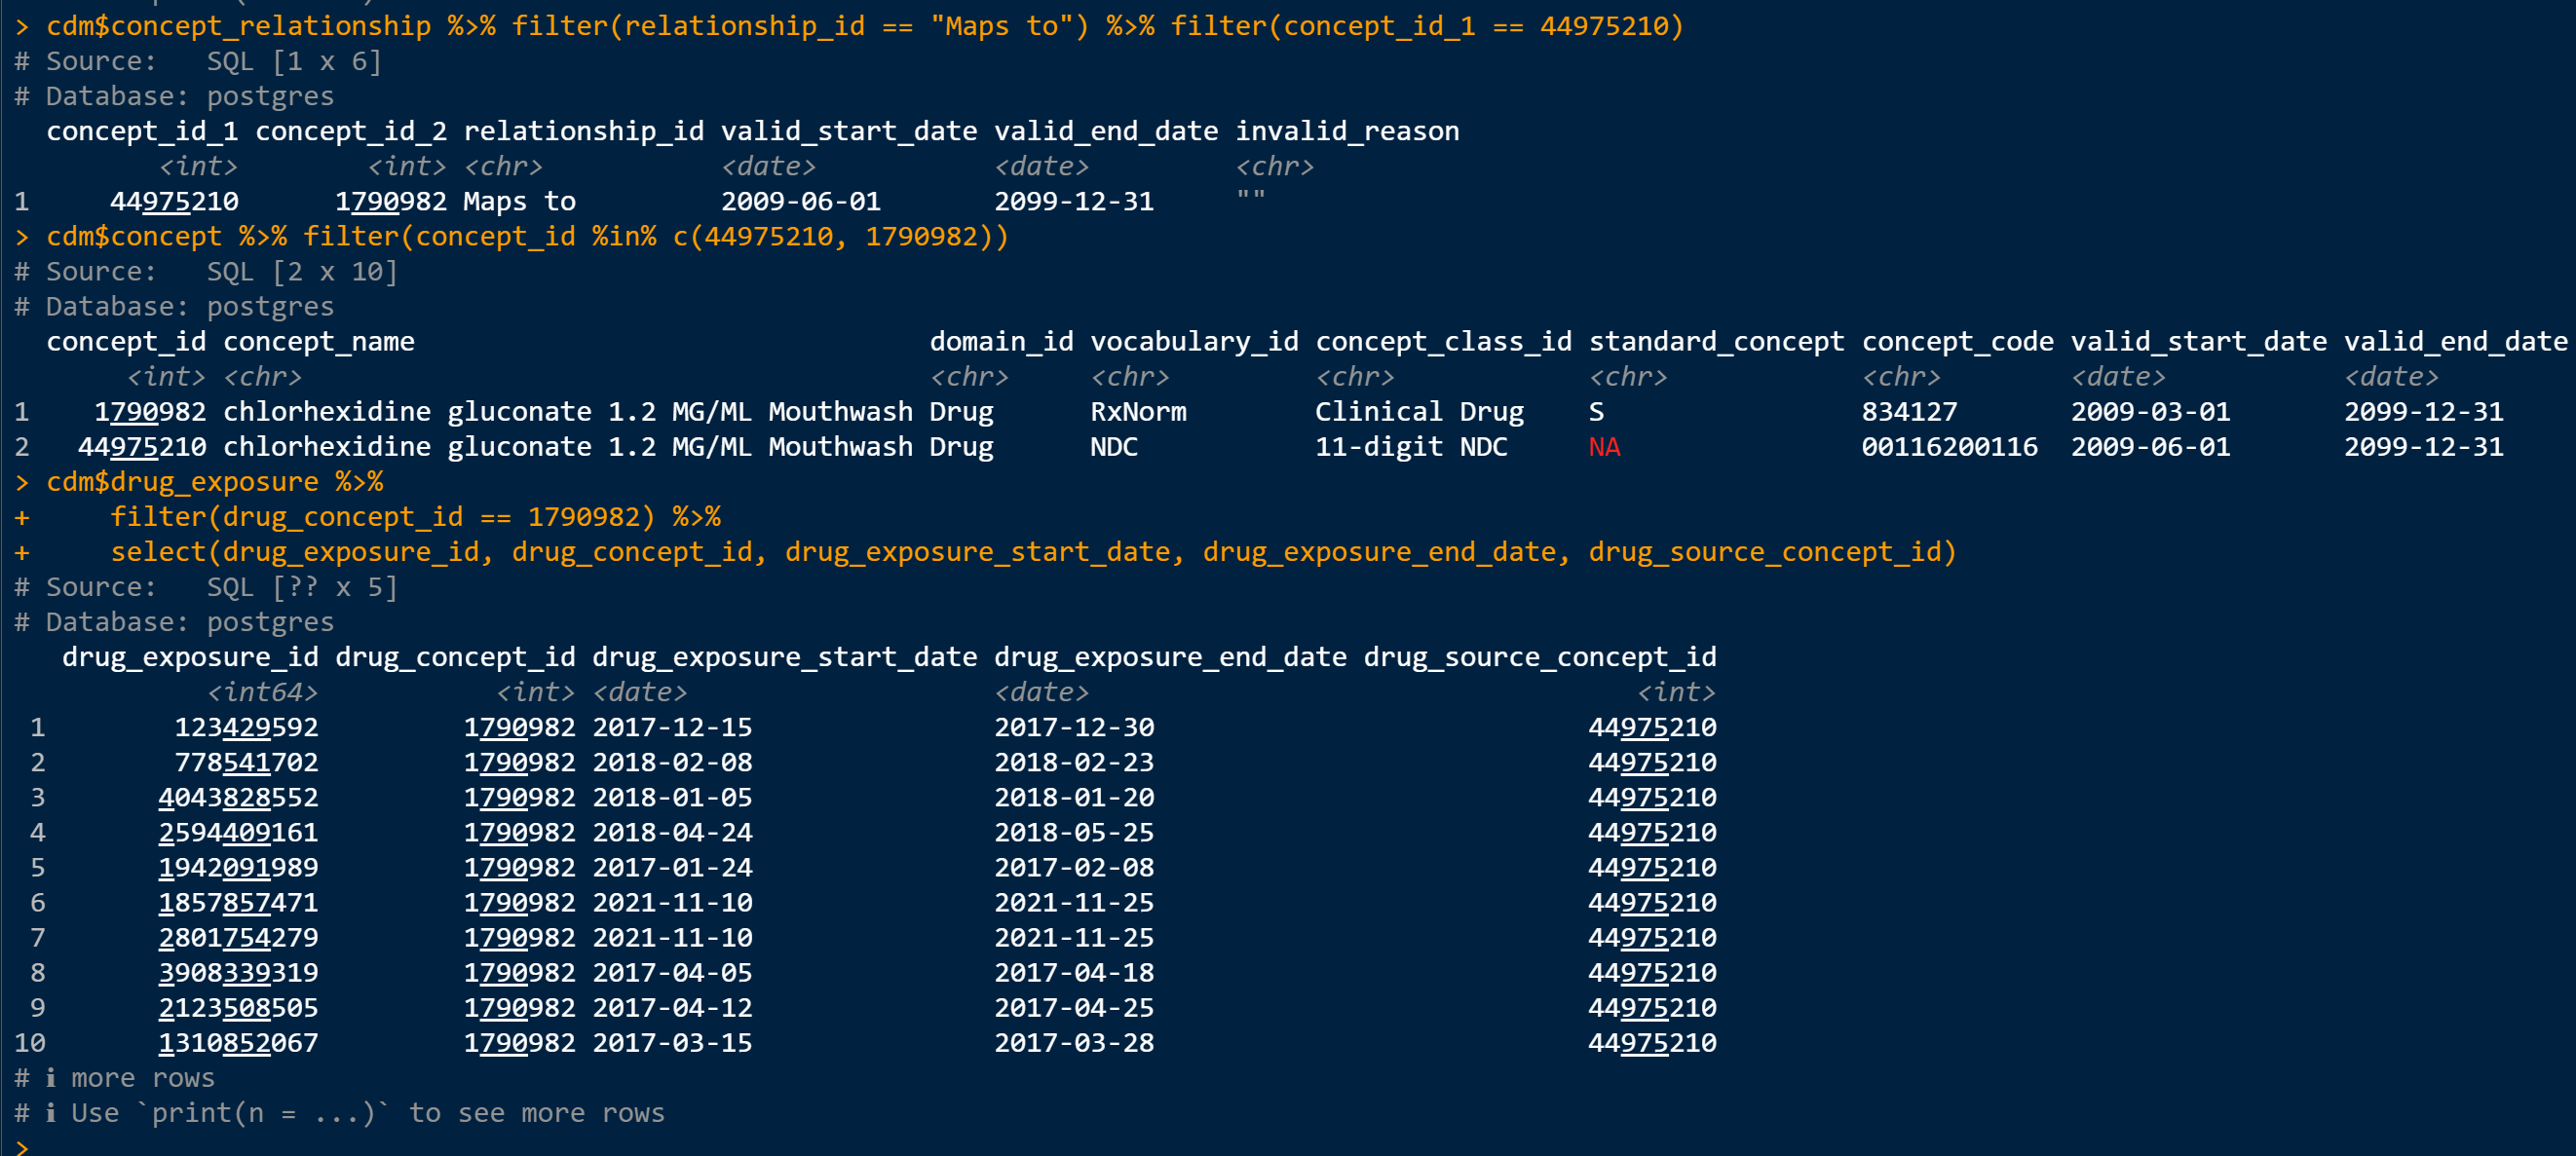 > cdm$concept_relationship %>% filter(relationship_id == "Maps to") %>% filter(concept_id_1 == 44975210)
# Source:   SQL [1 x 6]
# Database: postgres
  concept_id_1 concept_id_2 relationship_id valid_start_date valid_end_date invalid_reason
         <int>        <int> <chr>           <date>           <date>         <chr>
1     44975210      1790982 Maps to         2009-06-01       2099-12-31     ""
> cdm$concept %>% filter(concept_id %in% c(44975210, 1790982))
# Source:   SQL [2 x 10]
# Database: postgres
  concept_id concept_name                                domain_id vocabulary_id concept_class_id standard_concept concept_code valid_start_date valid_end_date
       <int> <chr>                                       <chr>     <chr>         <chr>            <chr>            <chr>        <date>           <date>
1    1790982 chlorhexidine gluconate 1.2 MG/ML Mouthwash Drug      RxNorm        Clinical Drug    S                834127       2009-03-01       2099-12-31
2   44975210 chlorhexidine gluconate 1.2 MG/ML Mouthwash Drug      NDC           11-digit NDC     NA               00116200116  2009-06-01       2099-12-31
> cdm$drug_exposure %>%
+     filter(drug_concept_id == 1790982) %>%
+     select(drug_exposure_id, drug_concept_id, drug_exposure_start_date, drug_exposure_end_date, drug_source_concept_id)
# Source:   SQL [?? x 5]
# Database: postgres
   drug_exposure_id drug_concept_id drug_exposure_start_date drug_exposure_end_date drug_source_concept_id
            <int64>           <int> <date>                   <date>                                  <int>
 1        123429592         1790982 2017-12-15               2017-12-30                           44975210
 2        778541702         1790982 2018-02-08               2018-02-23                           44975210
 3       4043828552         1790982 2018-01-05               2018-01-20                           44975210
 4       2594409161         1790982 2018-04-24               2018-05-25                           44975210
 5       1942091989         1790982 2017-01-24               2017-02-08                           44975210
 6       1857857471         1790982 2021-11-10               2021-11-25                           44975210
 7       2801754279         1790982 2021-11-10               2021-11-25                           44975210
 8       3908339319         1790982 2017-04-05               2017-04-18                           44975210
 9       2123508505         1790982 2017-04-12               2017-04-25                           44975210
10       1310852067         1790982 2017-03-15               2017-03-28                           44975210
# ℹ more rows
# ℹ Use `print(n = ...)` to see more rows
>